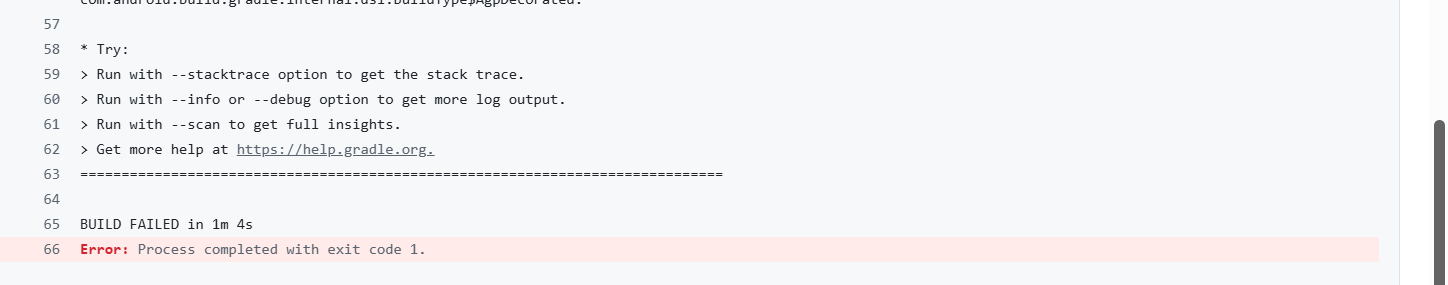 com.android.build.gradle.internal.dsl.BuildType$AgpDecorated.
57
58 * Try:
59 > Run with --stacktrace option to get the stack trace.
60 > Run with --info or --debug option to get more log output.
61 > Run with --scan to get full insights.
62 > Get more help at https://help.gradle.org.
63 ==============================================================================
64
65 BUILD FAILED in 1m 4s
66 Error: Process completed with exit code 1.